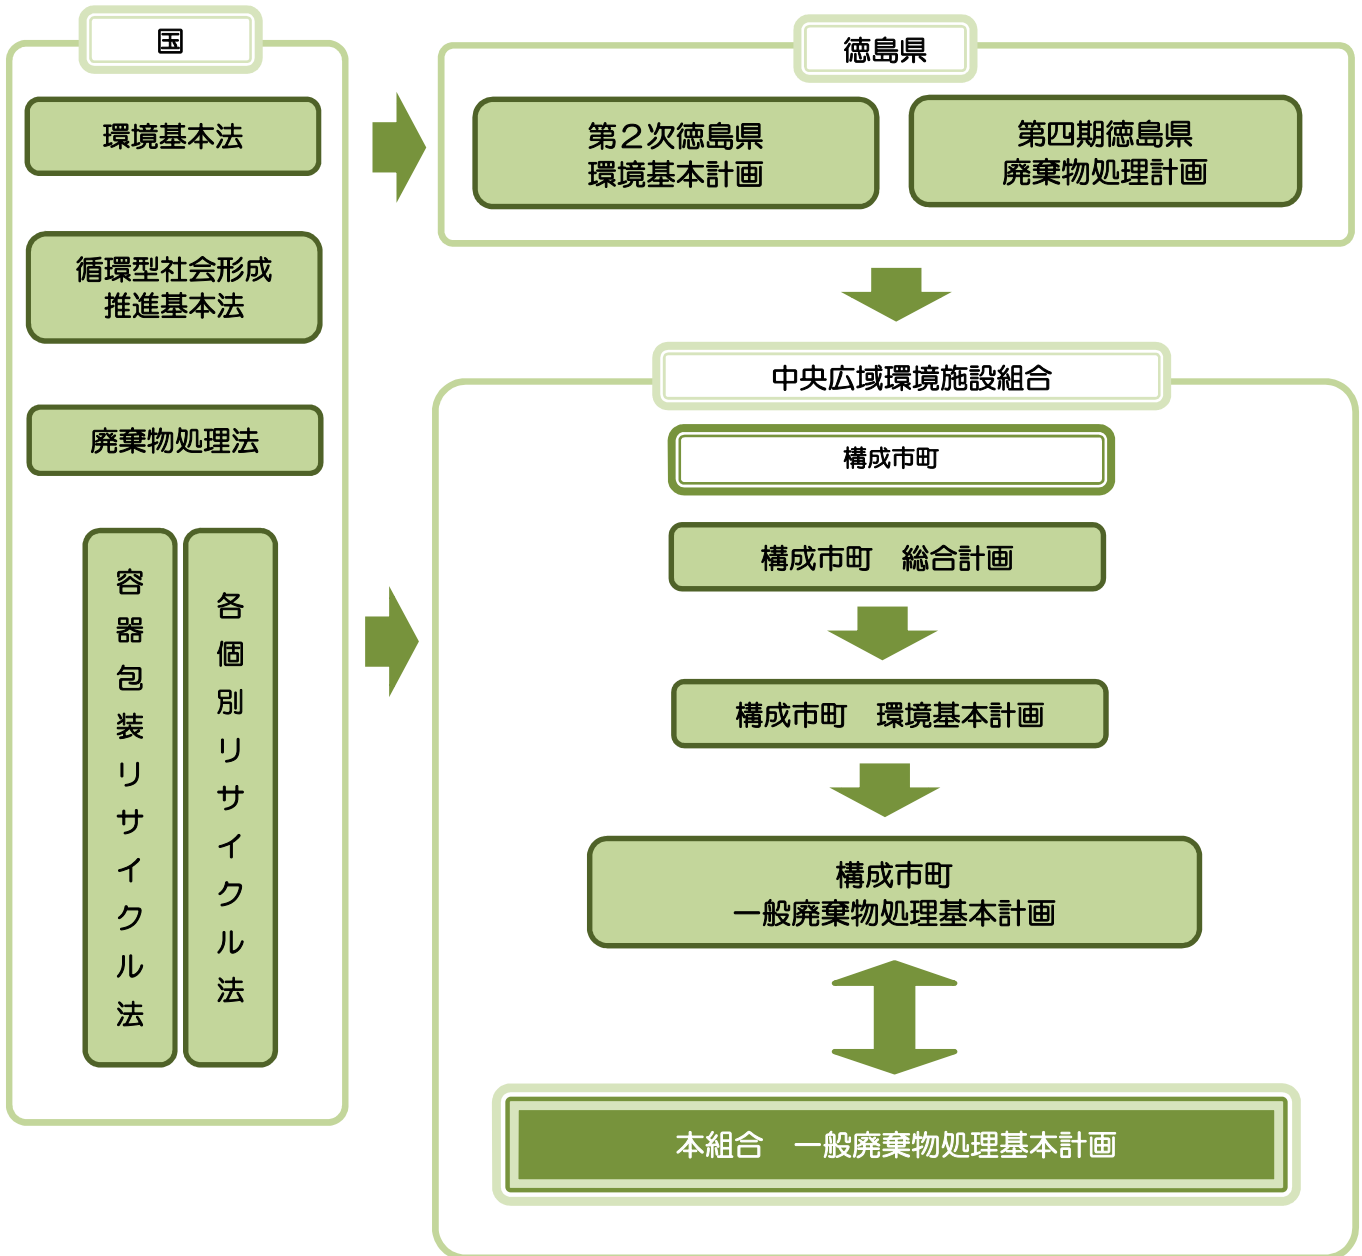 国
環境基本法
循環型社会形成
推進基本法
廃棄物処理法
容器包装リサイクル法
各個別リサイクル法
徳島県
第２次徳島県
環境基本計画
第四期徳島県
廃棄物処理計画
中央広域環境施設組合
構成市町
構成市町　総合計画
構成市町　環境基本計画
構成市町
一般廃棄物処理基本計画
本組合　一般廃棄物処理基本計画